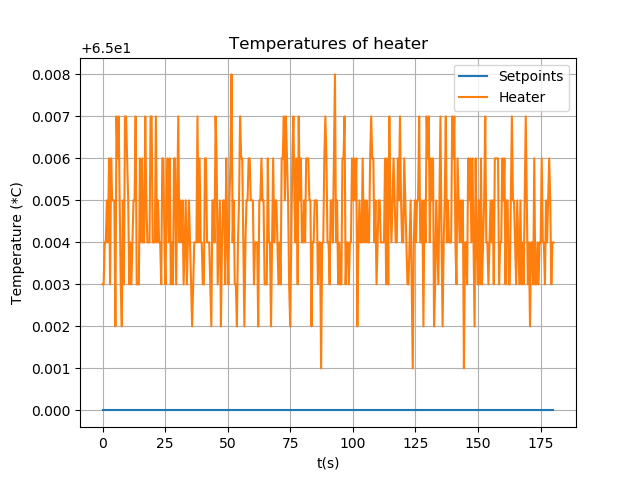 Temperatures of heater
+6.5e1
Setpoints
Heater
0.008
0.007
0.006
0.005
0.004
0.003
0.002
0.001
0.000
Temperature (*C)
0 25 50 75 100 125 150 175
t(s)